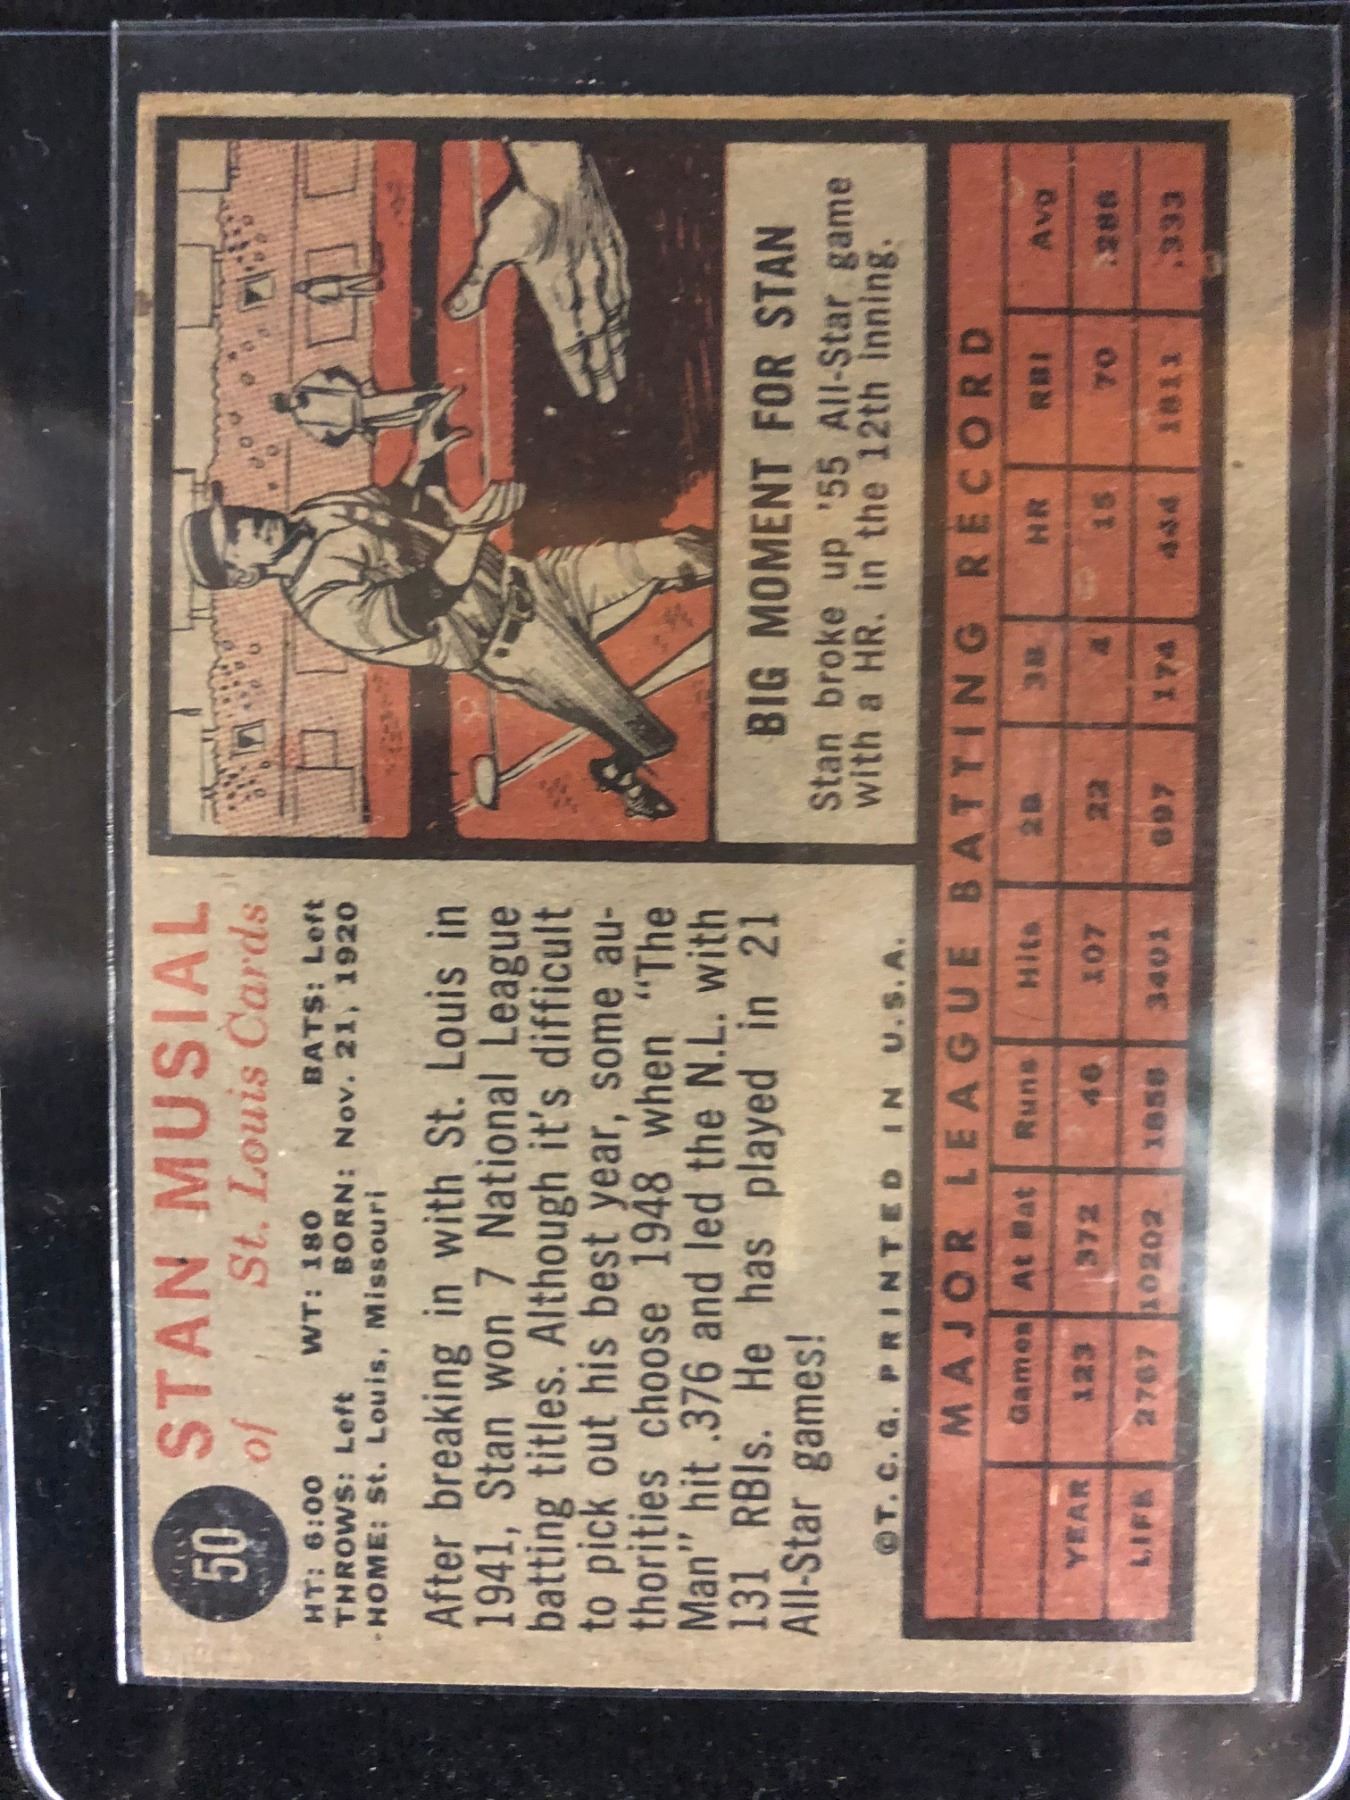 50
STAN MUSIAL
of St. Louis Cards
HT: 6:00 WT: 180 BATS: Left
THROWS: Left BORN: Nov. 21, 1920
HOME: St. Louis, Missouri
After breaking in with St. Louis in
1941, Stan won 7 National League
batting titles. Although it's difficult
to pick out his best year, some au-
thorities choose 1948 when "The
Man" hit .376 and led the N.L. with
131 RBIs. He has played in 21
All-Star games!
©T. C. G. PRINTED IN U.S.A.
BIG MOMENT FOR STAN
Stan broke up '55 All-Star game
with a HR. in the 12th inning.
MAJOR LEAGUE BATTING RECORD
Games At Bat Runs Hits 2B 3B HR RBI Avg
YEAR 123 372 46 107 22 4 15 70 .288
LIFE 2767 10202 1858 3401 697 174 444 1811 .333